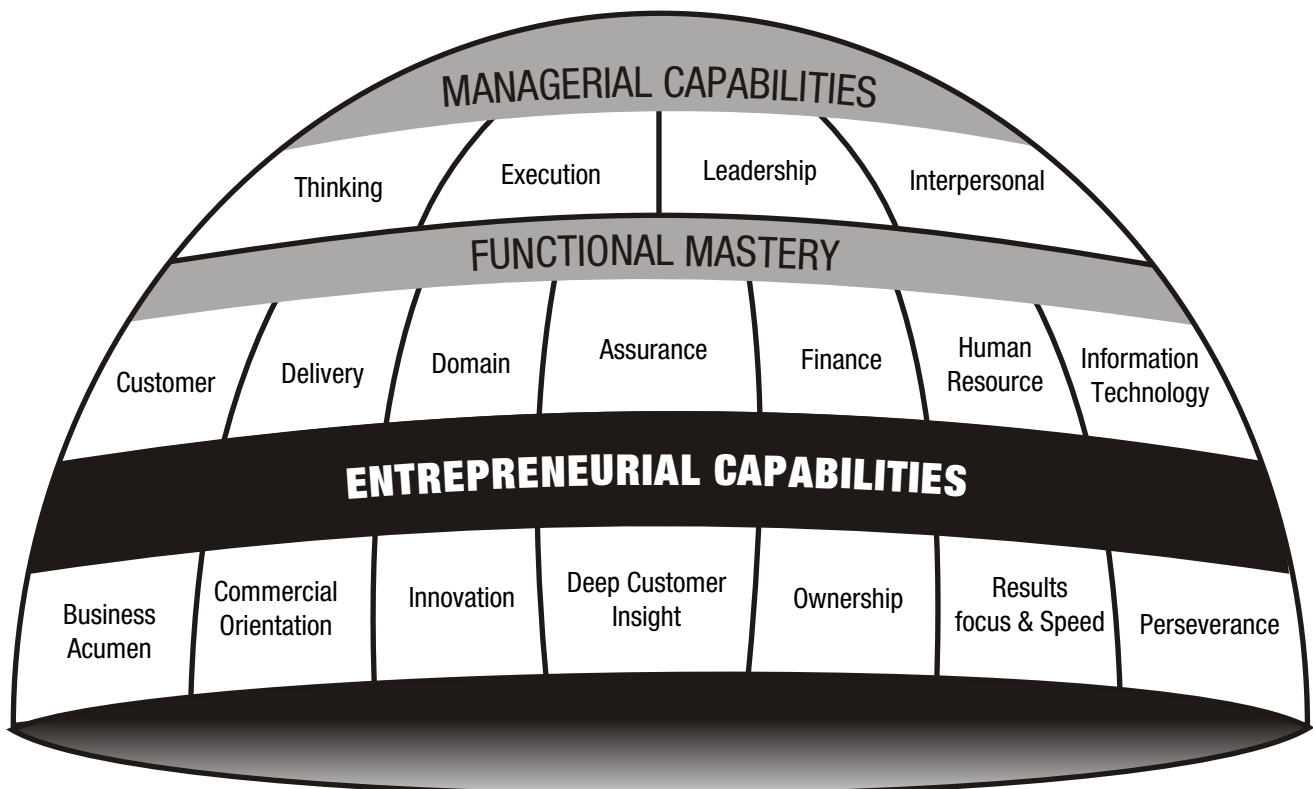 MANAGERIAL CAPABILITIES
Thinking
Execution
Leadership
Interpersonal
FUNCTIONAL MASTERY
Customer
Delivery
Domain
Assurance
Finance
Human
Resource
Information
Technology
ENTREPRENEURIAL CAPABILITIES
Business
Acumen
Commercial
Orientation
Innovation
Deep Customer
Insight
Ownership
Results
focus & Speed
Perseverance